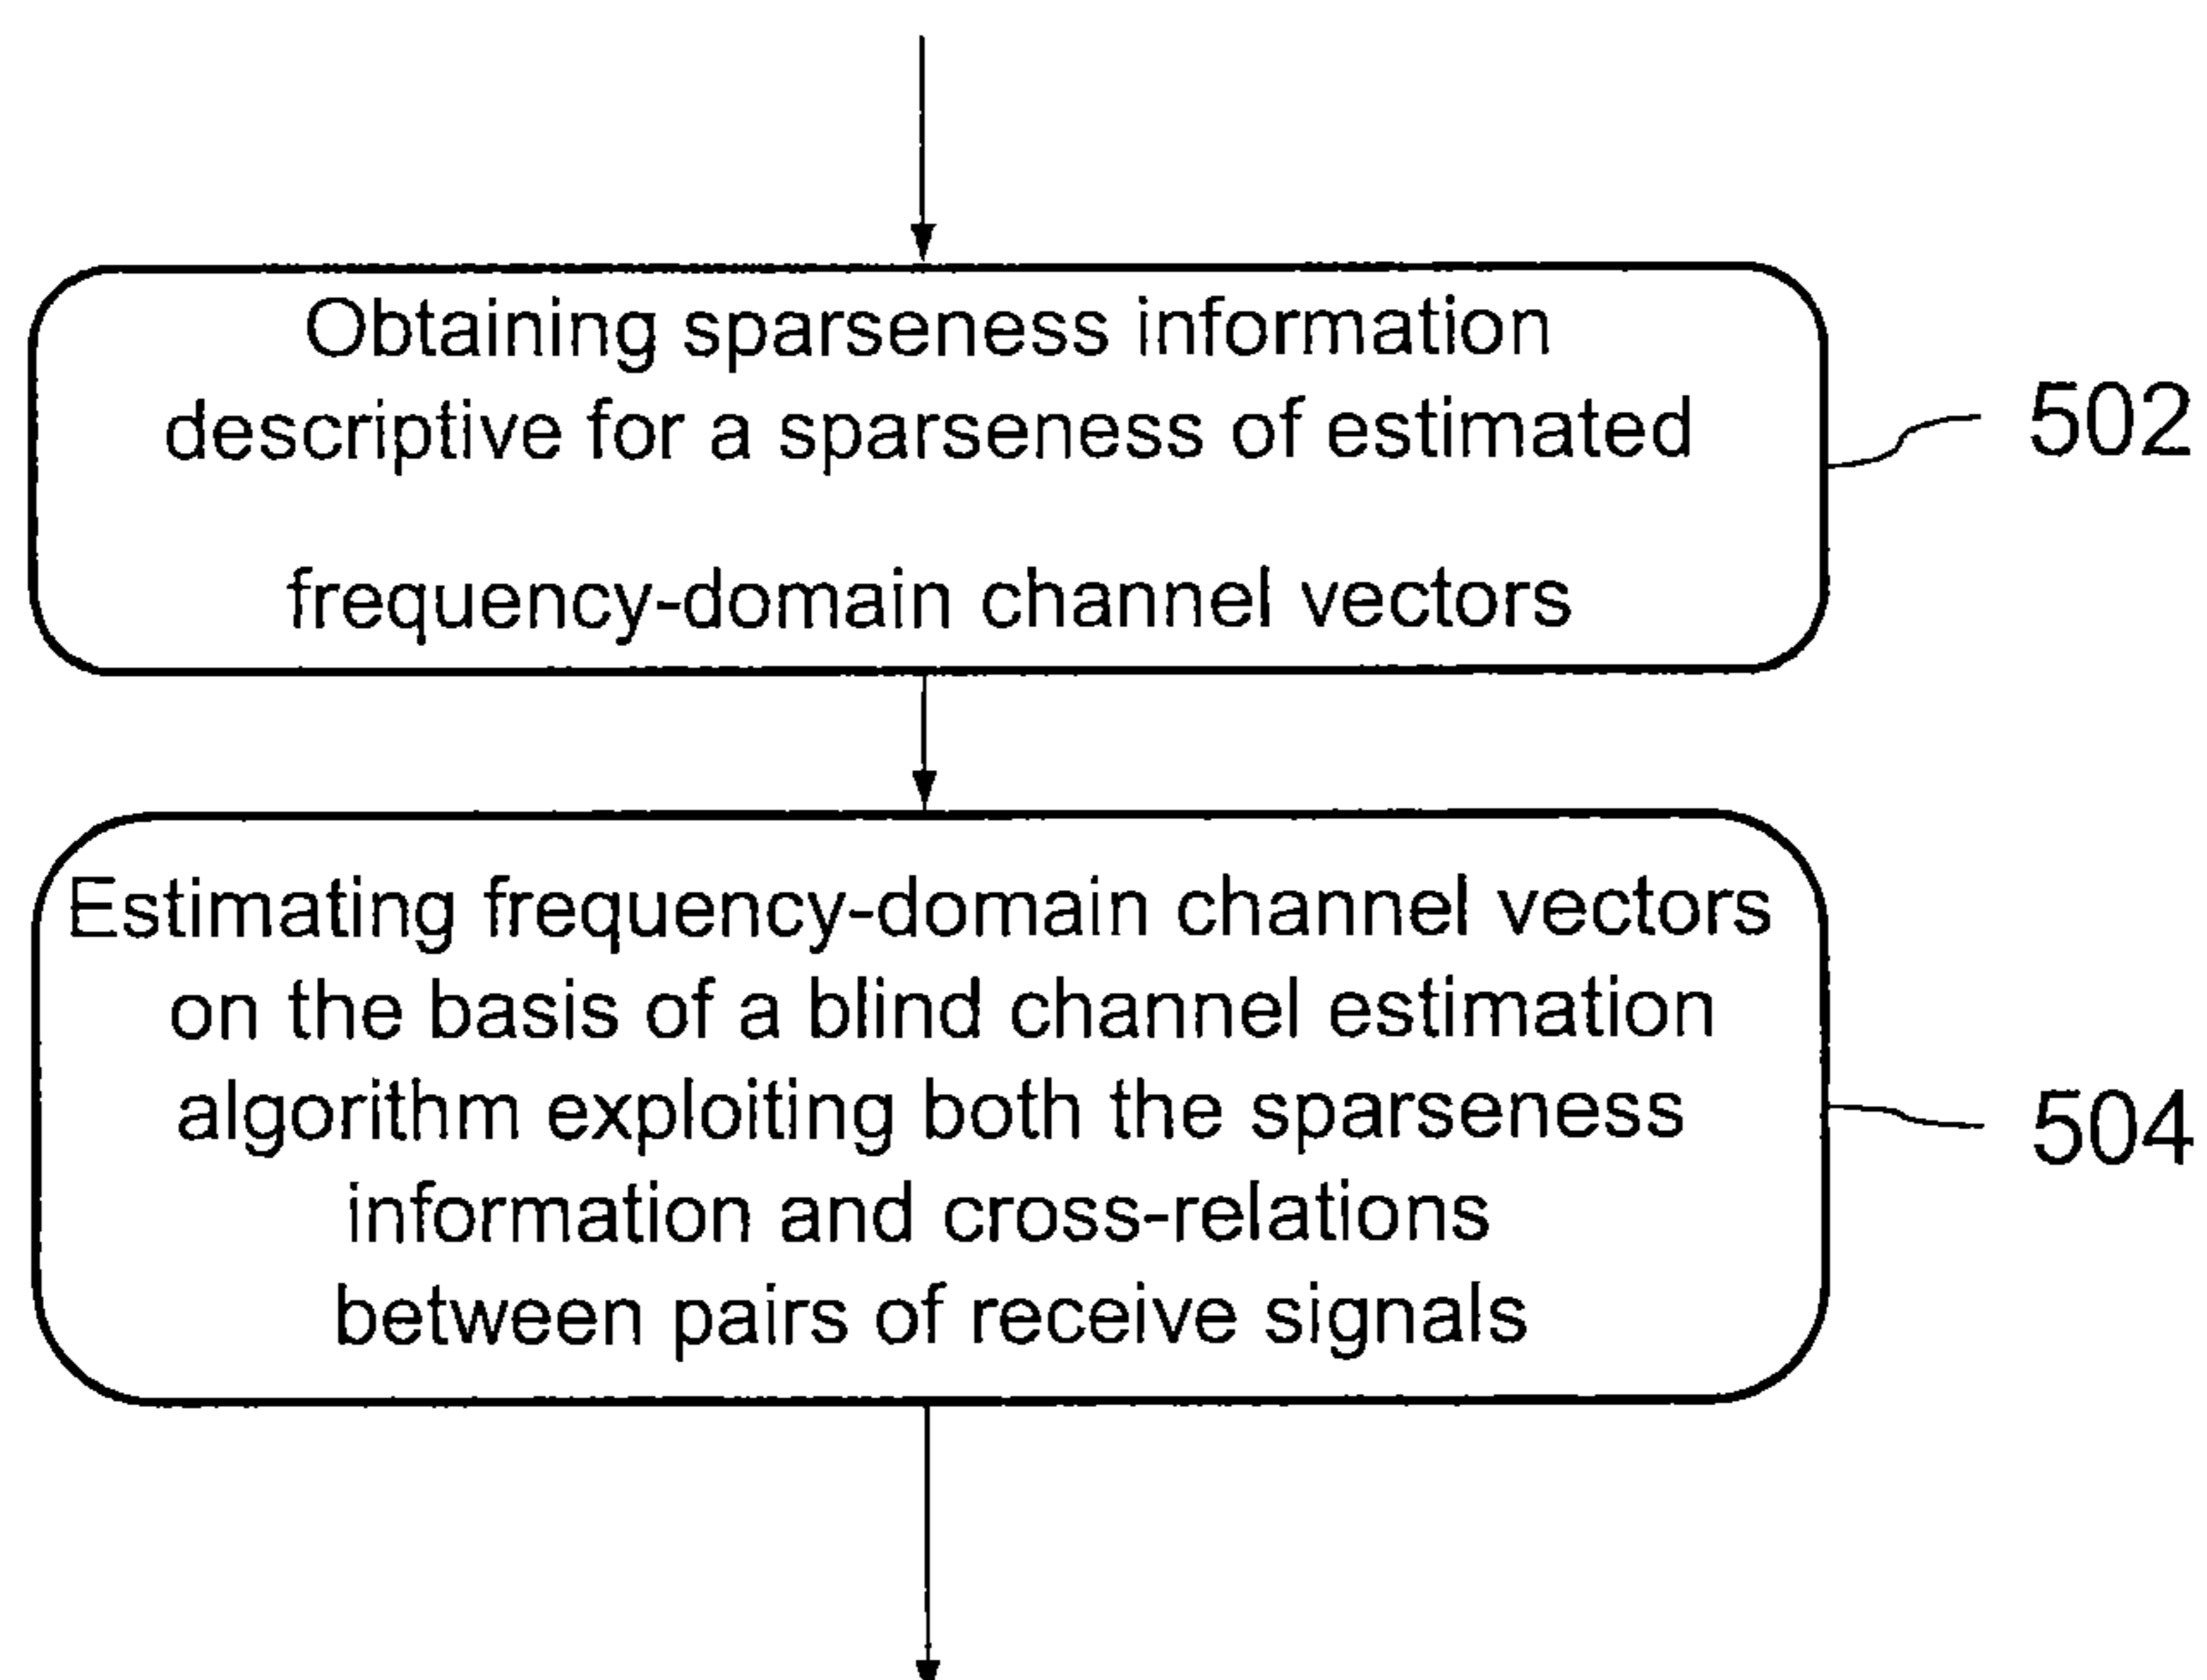 Obtaining sparseness information
descriptive for a sparseness of estimated
frequency-domain channel vectors
502
Estimating frequency-domain channel vectors
on the basis of a blind channel estimation
algorithm exploiting both the sparseness
information and cross-relations
between pairs of receive signals
504